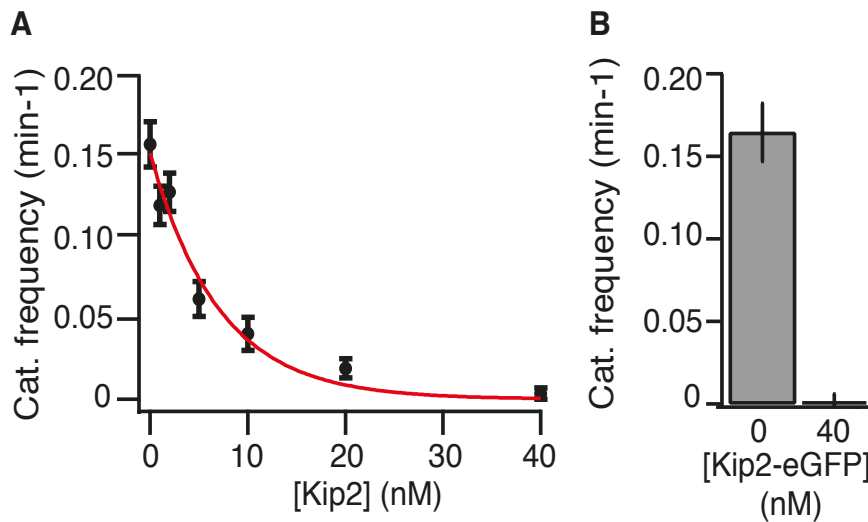 A
Cat. frequency (min-1)
0.20
0.15
0.10
0.05
0
0
10
20
30
40
[Kip2] (nM)
B
Cat. frequency (min-1)
0.20
0.15
0.10
0.05
0
0
40
[Kip2-eGFP]
(nM)